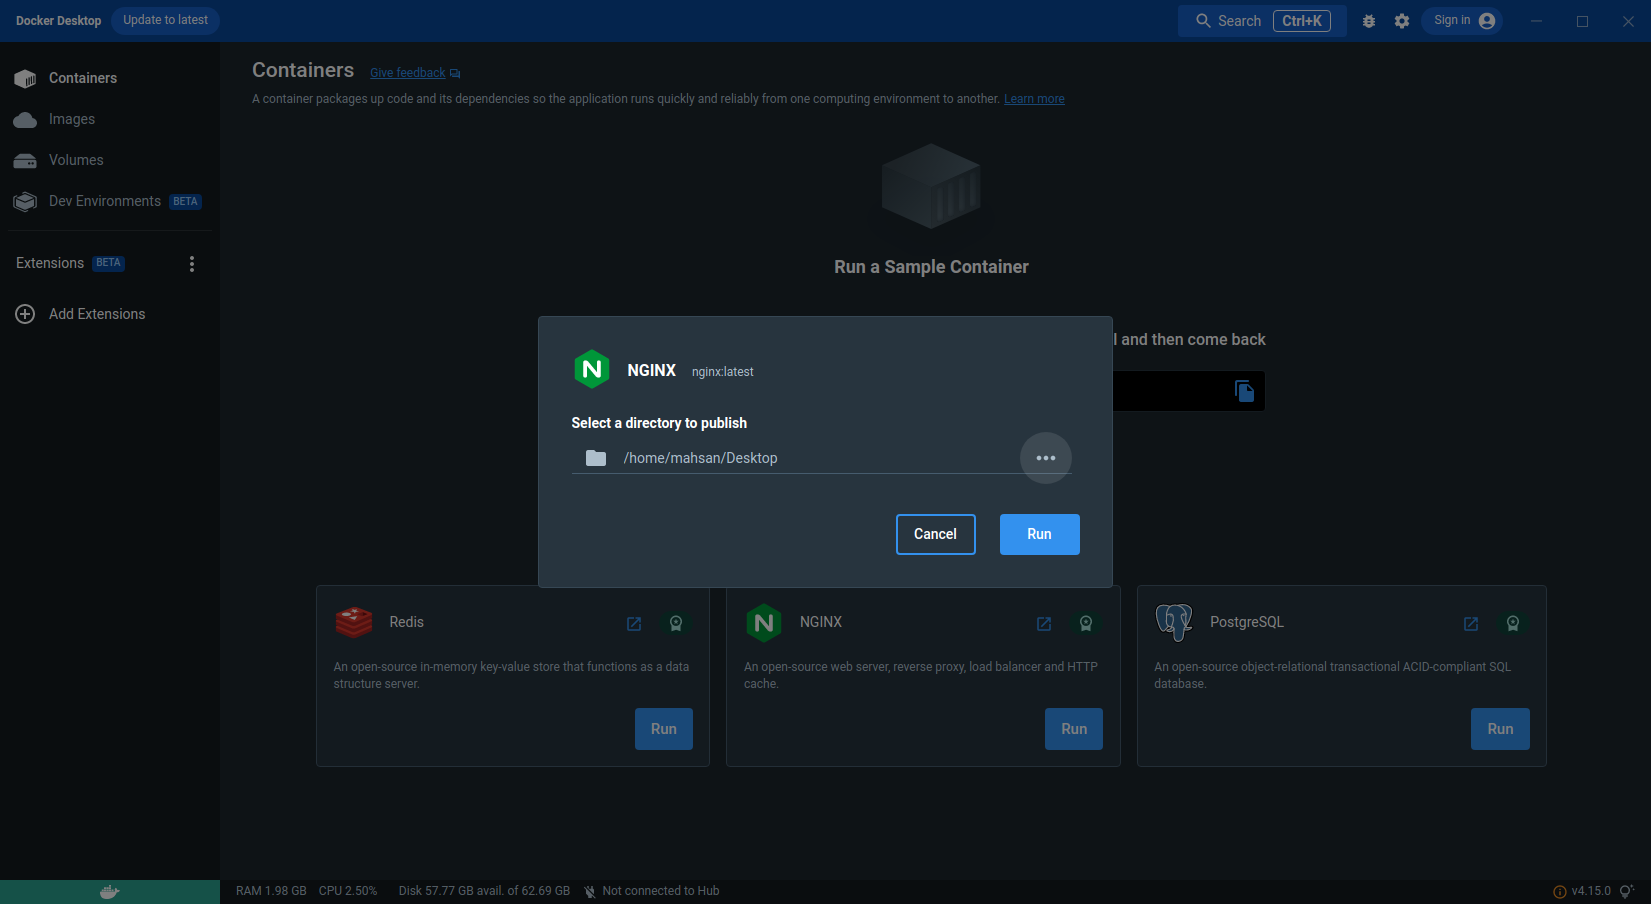 Docker Desktop
Update to latest
Search
Ctrl+K
Sign in
Containers
Images
Volumes
Dev Environments BETA
Extensions BETA
Add Extensions
Containers
Give feedback
A container packages up code and its dependencies so the application runs quickly and reliably from one computing environment to another. Learn more
Run a Sample Container
and then come back
NGINX nginx:latest
Select a directory to publish
/home/mahsan/Desktop
Cancel
Run
Redis
An open-source in-memory key-value store that functions as a data
structure server.
Run
NGINX
An open-source web server, reverse proxy, load balancer and HTTP
cache.
Run
PostgreSQL
An open-source object-relational transactional ACID-compliant SQL
database.
Run
RAM 1.98 GB CPU 2.50% Disk 57.77 GB avail. of 62.69 GB Not connected to Hub
v4.15.0